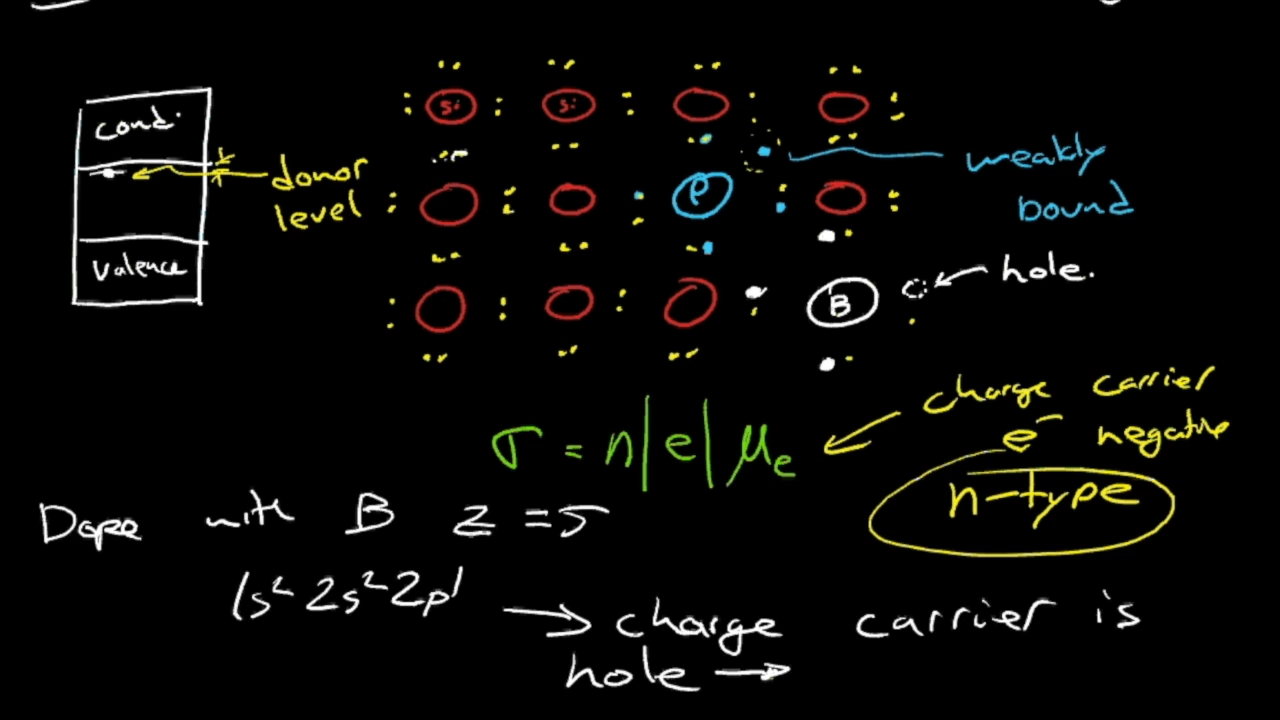 Si Si
cond.
donor
level
valence
P
weakly
bound
hole.
B
σ = n|e|μe
charge carrier
e⁻ negative
n-type
Dope with B z = 5
1s² 2s² 2p¹
→ charge carrier is
hole →